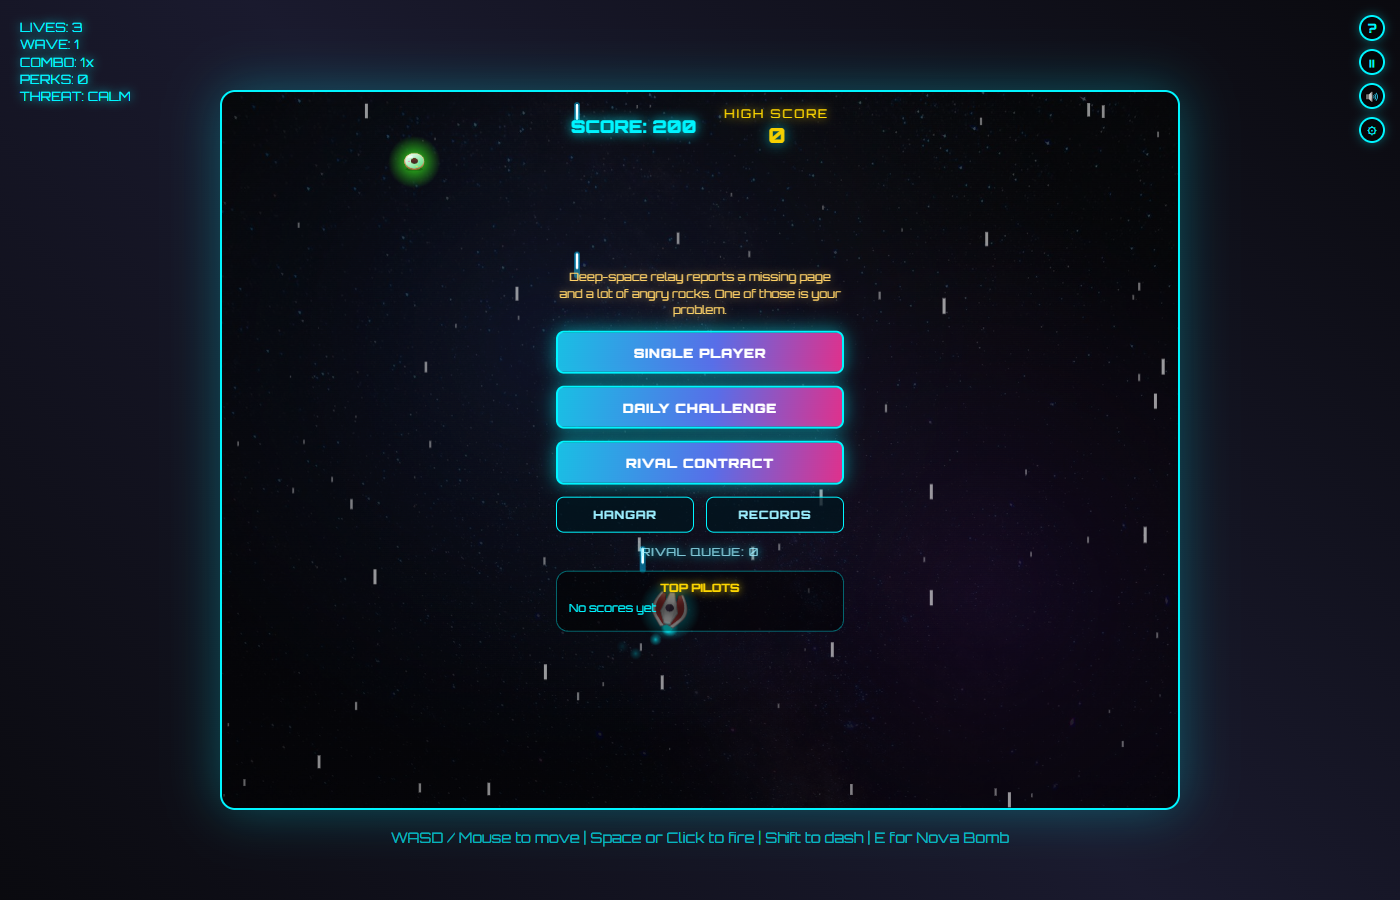 LIVES: 3
WAVE: 1
COMBO: 1x
PERKS: 0
THREAT: CALM
?
SCORE: 200
HIGH SCORE
0
Deep-space relay reports a missing page
and a lot of angry rocks. One of those is your
problem.
SINGLE PLAYER
DAILY CHALLENGE
RIVAL CONTRACT
HANGAR
RECORDS
RIVAL QUEUE: 0
TOP PILOTS
No scores yet
WASD / Mouse to move | Space or Click to fire | Shift to dash | E for Nova Bomb